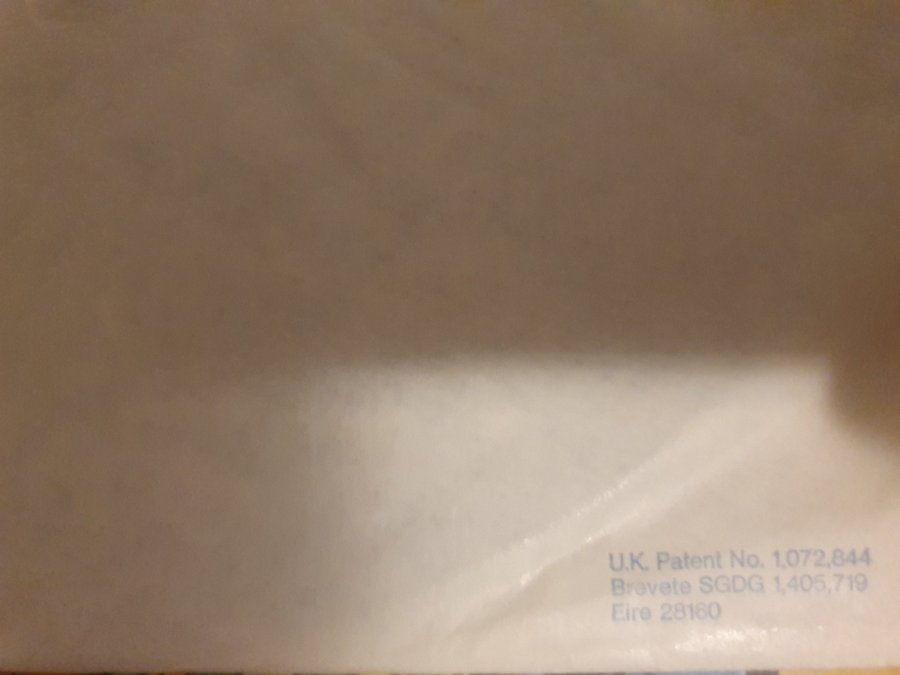 U.K. Patent No. 1,072,844
Brevete SGDG 1,405,719
Eire 28160